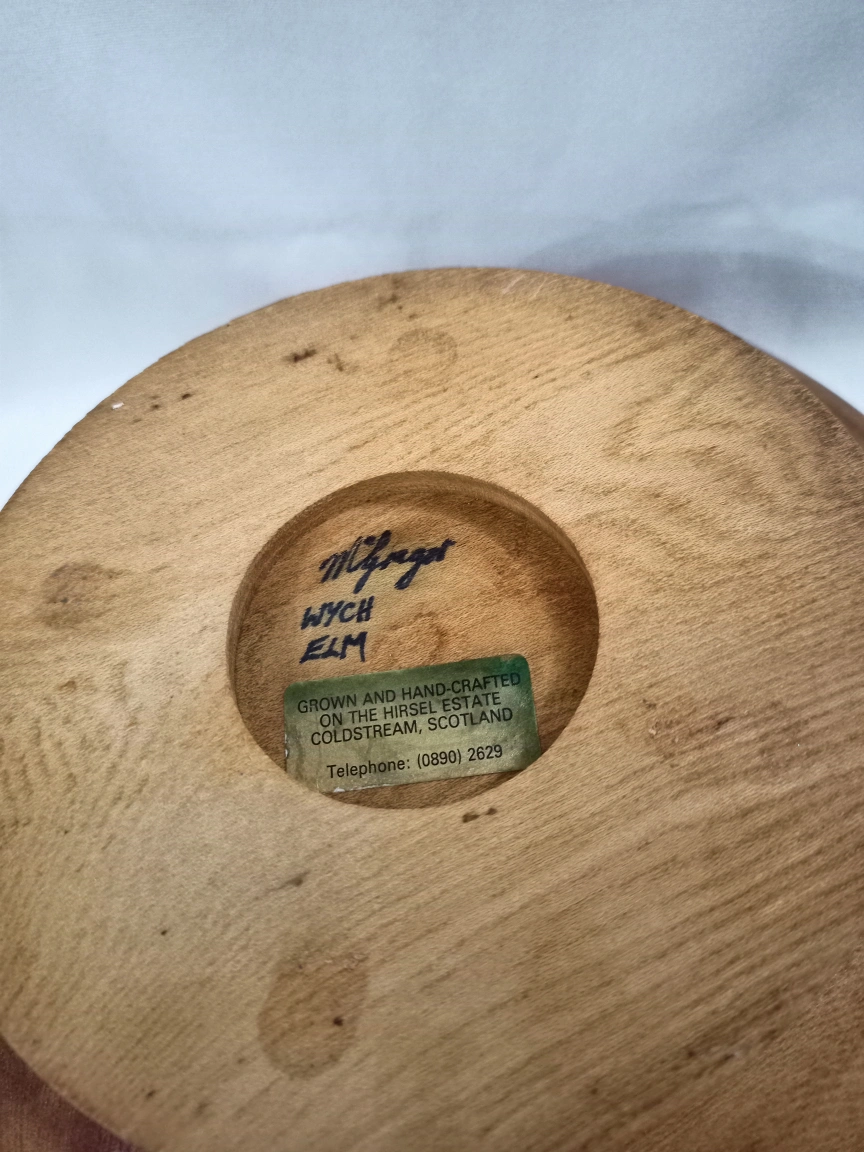 McGregor
WYCH
ELM
GROWN AND HAND-CRAFTED
ON THE HIRSEL ESTATE
COLDSTREAM, SCOTLAND
Telephone: (0890) 2629